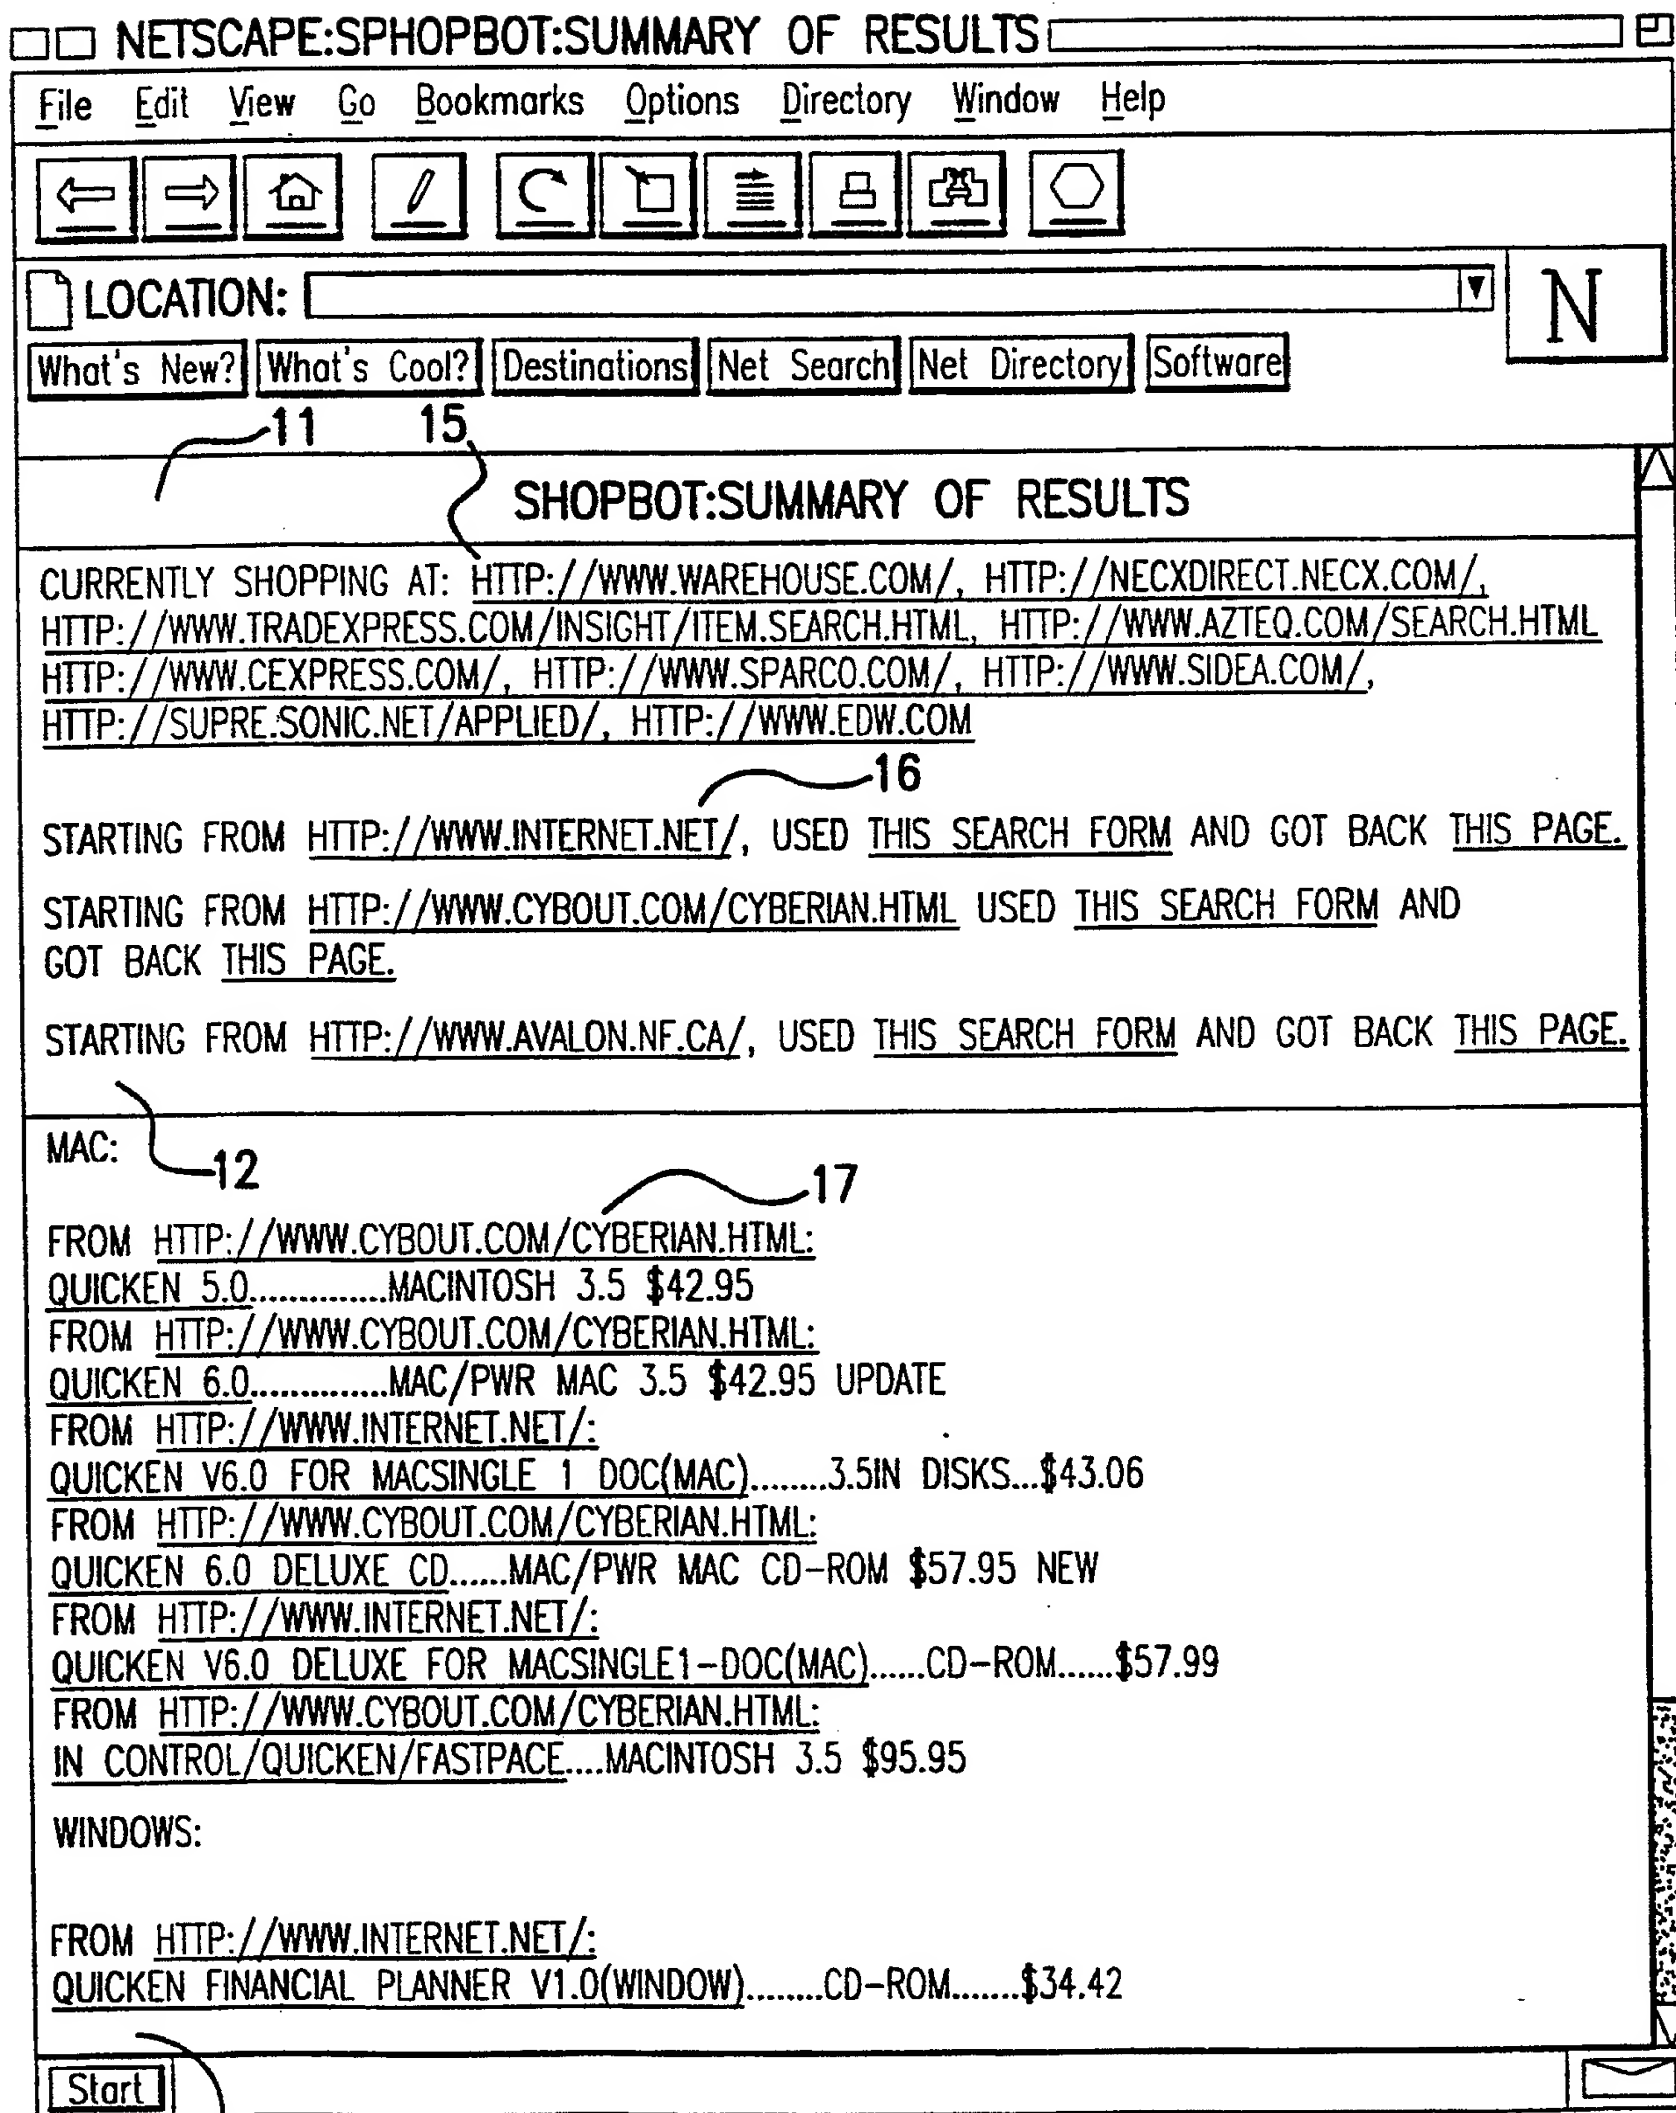 NETSCAPE:SPHOPBOT:SUMMARY OF RESULTS
File Edit View Go Bookmarks Options Directory Window Help
LOCATION:
N
What's New? What's Cool? Destinations Net Search Net Directory Software
11 15
SHOPBOT:SUMMARY OF RESULTS
CURRENTLY SHOPPING AT: HTTP://WWW.WAREHOUSE.COM/, HTTP://NECXDIRECT.NECX.COM/,
HTTP://WWW.TRADEXPRESS.COM/INSIGHT/ITEM.SEARCH.HTML, HTTP://WWW.AZTEQ.COM/SEARCH.HTML
HTTP://WWW.CEXPRESS.COM/, HTTP://WWW.SPARCO.COM/, HTTP://WWW.SIDEA.COM/,
HTTP://SUPRE.SONIC.NET/APPLIED/, HTTP://WWW.EDW.COM
16
STARTING FROM HTTP://WWW.INTERNET.NET/, USED THIS SEARCH FORM AND GOT BACK THIS PAGE.
STARTING FROM HTTP://WWW.CYBOUT.COM/CYBERIAN.HTML USED THIS SEARCH FORM AND
GOT BACK THIS PAGE.
STARTING FROM HTTP://WWW.AVALON.NF.CA/, USED THIS SEARCH FORM AND GOT BACK THIS PAGE.
MAC:
12
17
FROM HTTP://WWW.CYBOUT.COM/CYBERIAN.HTML:
QUICKEN 5.0..............MACINTOSH 3.5 $42.95
FROM HTTP://WWW.CYBOUT.COM/CYBERIAN.HTML:
QUICKEN 6.0..............MAC/PWR MAC 3.5 $42.95 UPDATE
FROM HTTP://WWW.INTERNET.NET/:
QUICKEN V6.0 FOR MACSINGLE 1 DOC(MAC)........3.5IN DISKS...$43.06
FROM HTTP://WWW.CYBOUT.COM/CYBERIAN.HTML:
QUICKEN 6.0 DELUXE CD......MAC/PWR MAC CD-ROM $57.95 NEW
FROM HTTP://WWW.INTERNET.NET/:
QUICKEN V6.0 DELUXE FOR MACSINGLE1-DOC(MAC)......CD-ROM......$57.99
FROM HTTP://WWW.CYBOUT.COM/CYBERIAN.HTML:
IN CONTROL/QUICKEN/FASTPACE....MACINTOSH 3.5 $95.95
WINDOWS:
FROM HTTP://WWW.INTERNET.NET/:
QUICKEN FINANCIAL PLANNER V1.0(WINDOW)........CD-ROM.......$34.42
Start